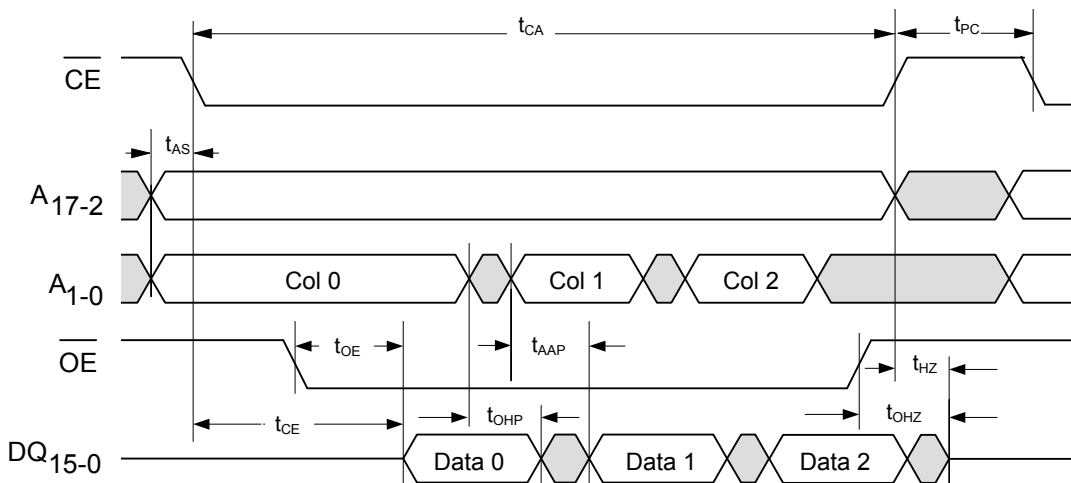 tCA
tPC
CE
tAS
A17-2
A1-0
Col 0
Col 1
Col 2
OE
tOE
tAAP
tHZ
tCE
tOHP
tOHZ
DQ15-0
Data 0
Data 1
Data 2